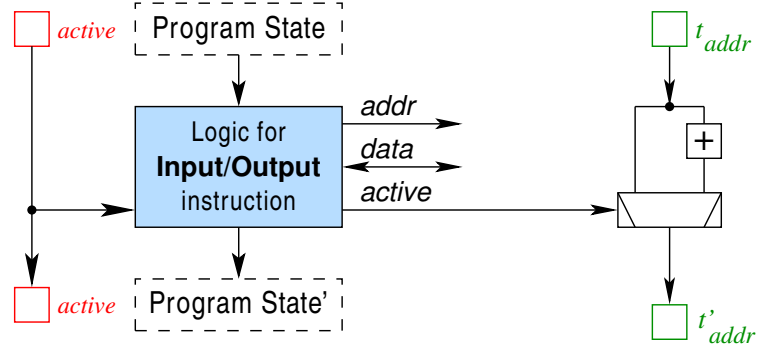 active
Program State
t_addr
Logic for
Input/Output
instruction
addr
data
active
+
active
Program State'
t'_addr